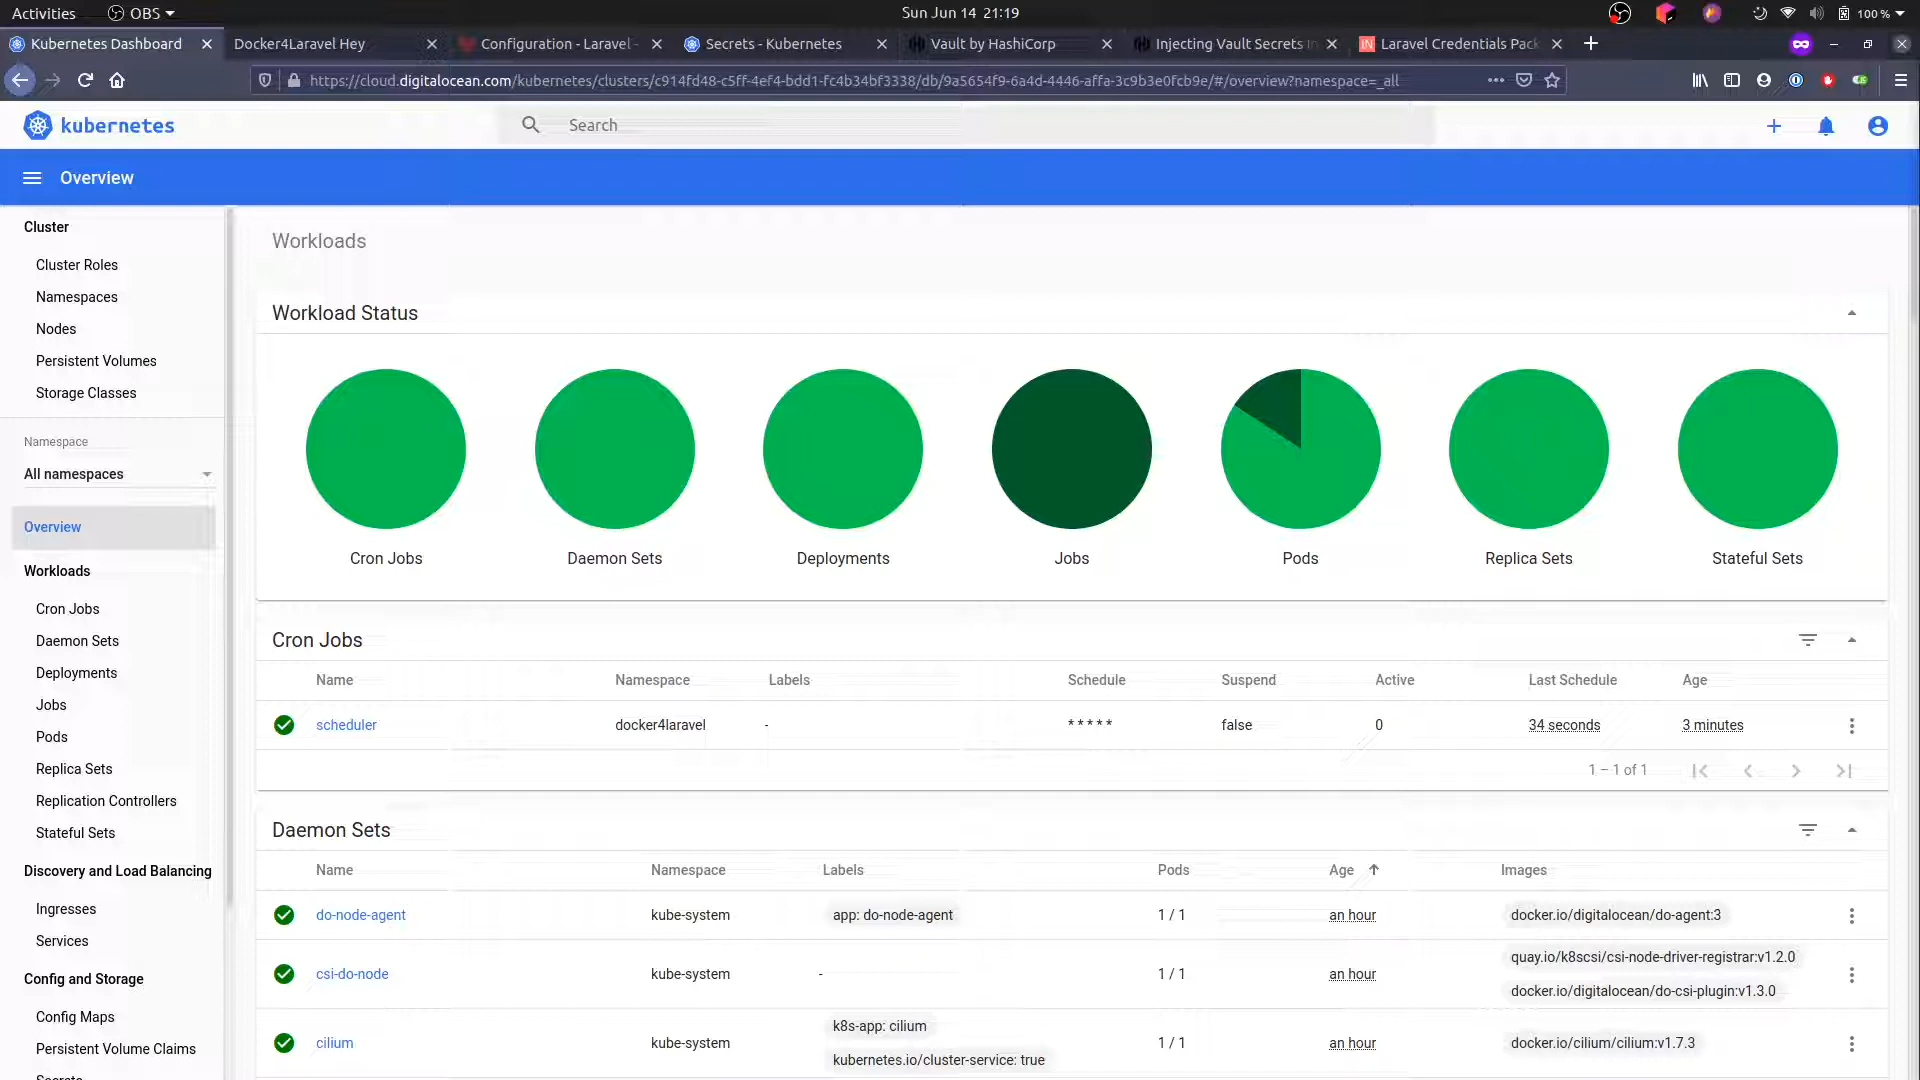 Activities OBS Sun Jun 14 21:19 100 %
Kubernetes Dashboard Docker4Laravel Hey Configuration - Laravel - Secrets - Kubernetes Vault by HashiCorp Injecting Vault Secrets Laravel Credentials Pack
https://cloud.digitalocean.com/kubernetes/clusters/c914fd48-c5ff-4ef4-bdd1-fc4b34bf3338/db/9a5654f9-6a4d-4446-affa-3c9b3e0fcb9e/#/overview?namespace=_all
kubernetes Search
Overview
Cluster
Cluster Roles
Namespaces
Nodes
Persistent Volumes
Storage Classes
Namespace
All namespaces
Overview
Workloads
Cron Jobs
Daemon Sets
Deployments
Jobs
Pods
Replica Sets
Replication Controllers
Stateful Sets
Discovery and Load Balancing
Ingresses
Services
Config and Storage
Config Maps
Persistent Volume Claims
Secrets
Workloads
Workload Status
Cron Jobs Daemon Sets Deployments Jobs Pods Replica Sets Stateful Sets
Cron Jobs
Name Namespace Labels Schedule Suspend Active Last Schedule Age
scheduler docker4laravel - * * * * * false 0 34 seconds 3 minutes
1 – 1 of 1
Daemon Sets
Name Namespace Labels Pods Age Images
do-node-agent kube-system app: do-node-agent 1 / 1 an hour docker.io/digitalocean/do-agent:3
csi-do-node kube-system - 1 / 1 an hour quay.io/k8scsi/csi-node-driver-registrar:v1.2.0
docker.io/digitalocean/do-csi-plugin:v1.3.0
cilium kube-system k8s-app: cilium 1 / 1 an hour docker.io/cilium/cilium:v1.7.3
kubernetes.io/cluster-service: true